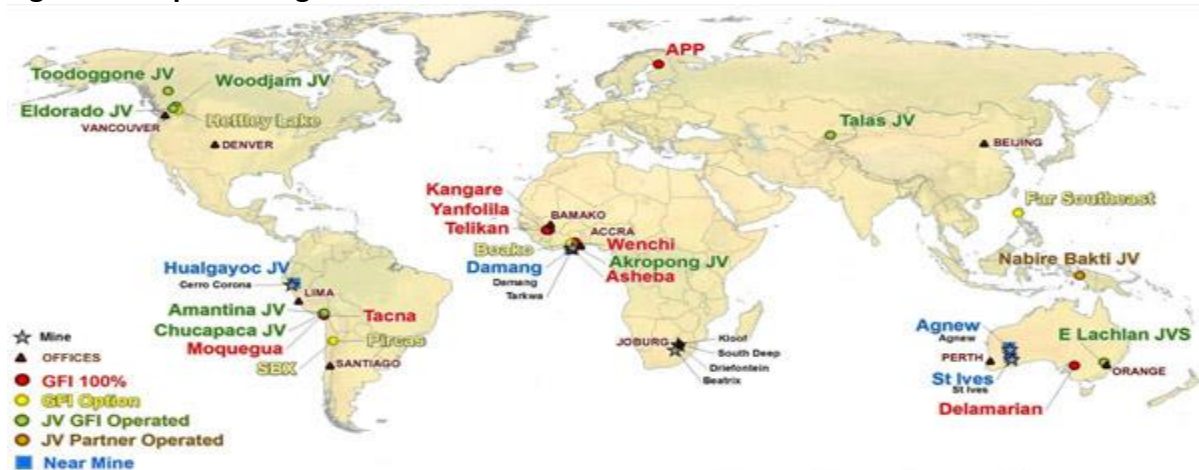 APP
Toodoggone JV
Woodjam JV
Eldorado JV
Heffley Lake
VANCOUVER
DENVER
Talas JV
BEIJING
Kangare
Yanfolila
Telikan
BAMAKO
ACCRA
Boako
Wenchi
Akropong JV
Asheba
Damang
Damang
Tarkwa
Far Southeast
Nabire Bakti JV
Hualgayoc JV
Cerro Corona
LIMA
Amantina JV
Chucapaca JV
Moquegua
Tacna
Pircas
SBX
SANTIAGO
JOBURG
Kloof
South Deep
Driefontein
Beatrix
Agnew
Agnew
E Lachlan JVS
PERTH
St Ives
St Ives
ORANGE
Delamarian
Mine
OFFICES
GFI 100%
GFI Option
JV GFI Operated
JV Partner Operated
Near Mine